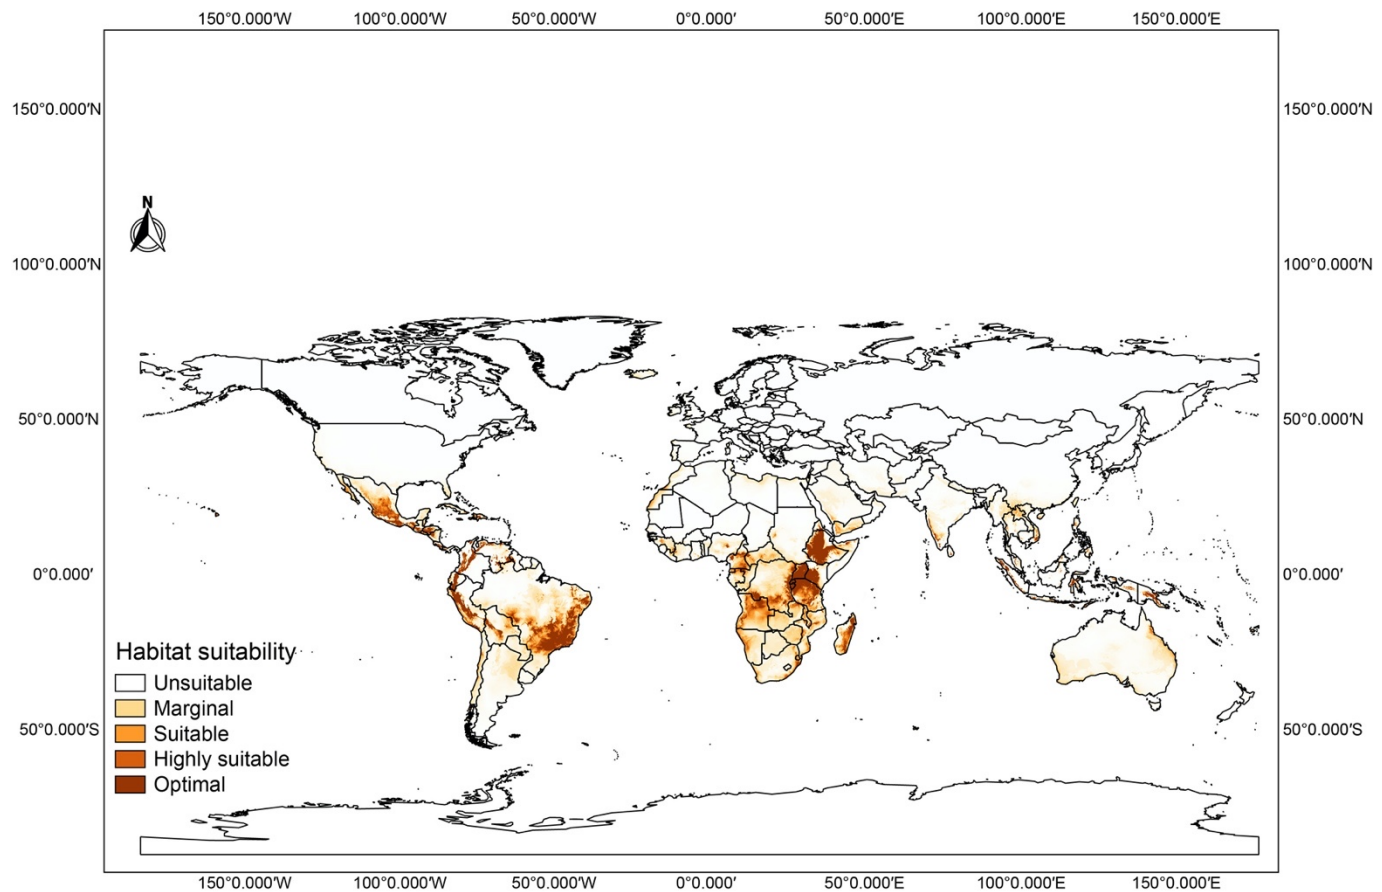 150°0.000′W 100°0.000′W 50°0.000′W 0°0.000′ 50°0.000′E 100°0.000′E 150°0.000′E
150°0.000′N 150°0.000′N
N
100°0.000′N 100°0.000′N
50°0.000′N 50°0.000′N
0°0.000′ 0°0.000′
Habitat suitability
Unsuitable
Marginal
50°0.000′S 50°0.000′S
Suitable
Highly suitable
Optimal
150°0.000′W 100°0.000′W 50°0.000′W 0°0.000′ 50°0.000′E 100°0.000′E 150°0.000′E